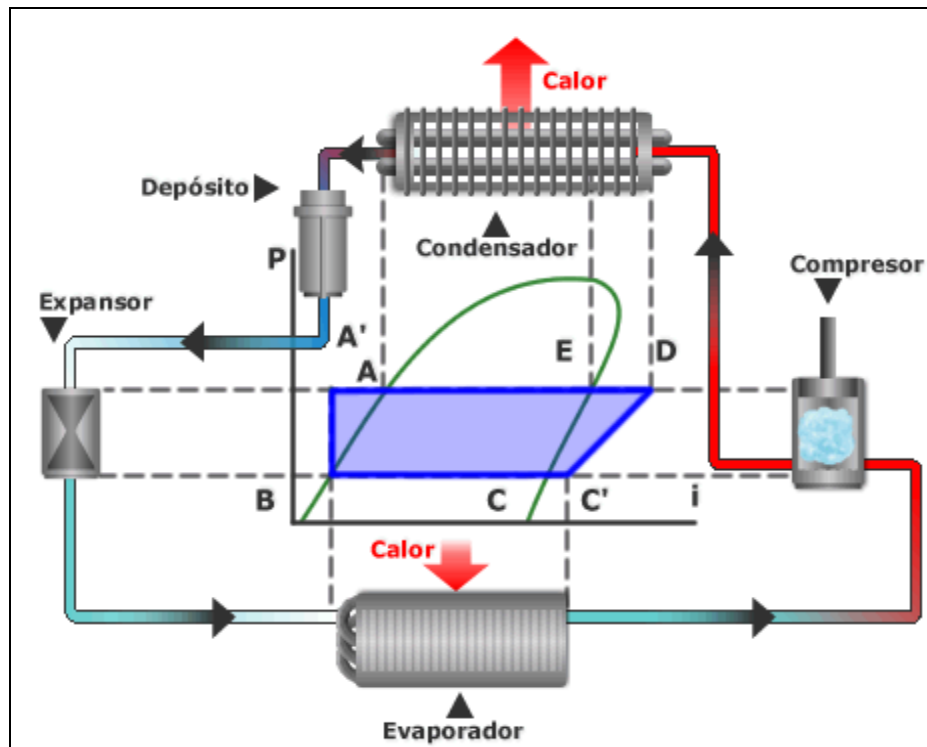 Calor
Depósito
Condensador
P
Compresor
Expansor
A'
E
D
A
B
C
C'
i
Calor
Evaporador